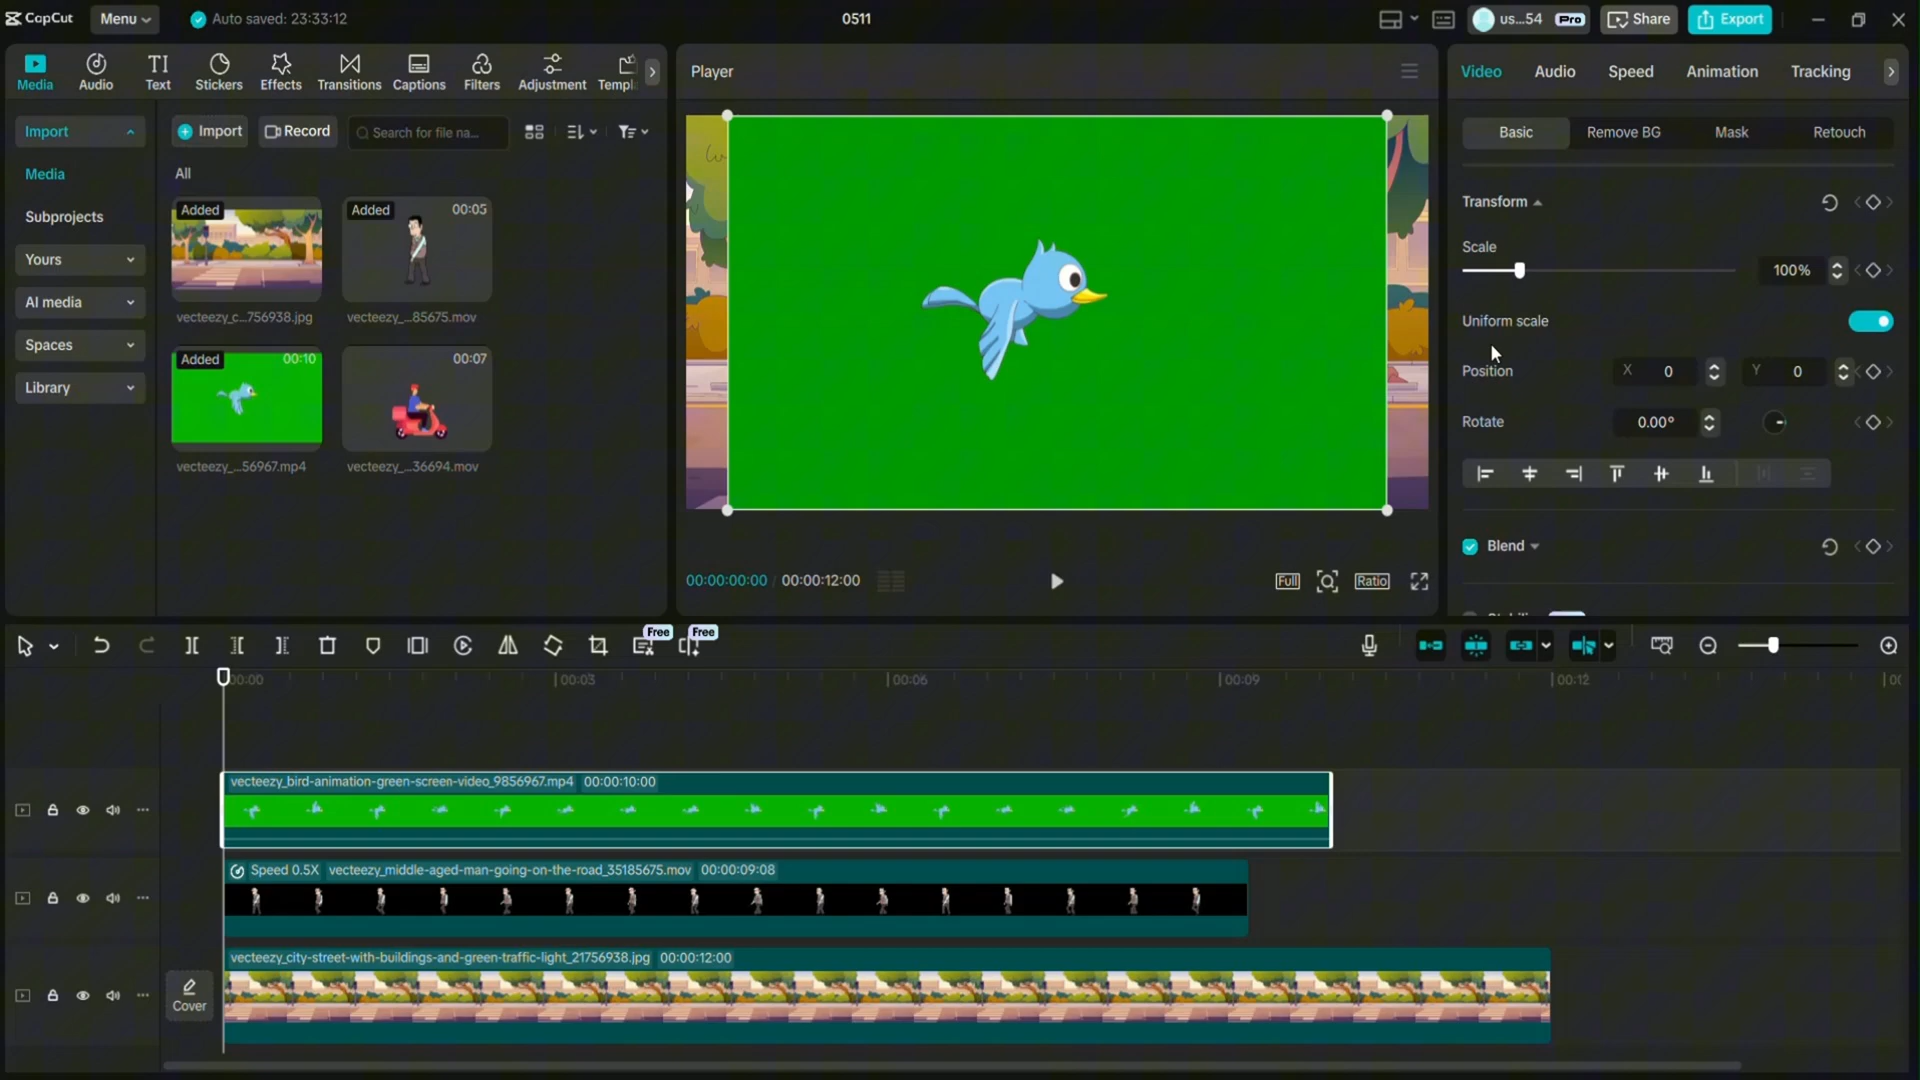 CapCut
Menu
Auto saved: 23:33:12
0511
us...54
Pro
Share
Export
Media
Audio
Text
Stickers
Effects
Transitions
Captions
Filters
Adjustment
Templ
Import
Media
Subprojects
Yours
AI media
Spaces
Library
Import
Record
Search for file na...
All
Added
Added 00:05
vecteezy_c...756938.jpg
vecteezy_...85675.mov
Added 00:10
00:07
vecteezy_...56967.mp4
vecteezy_...36694.mov
Player
00:00:00:00 / 00:00:12:00
Full
Ratio
Video
Audio
Speed
Animation
Tracking
Basic
Remove BG
Mask
Retouch
Transform
Scale
100%
Uniform scale
Position
X 0
Y 0
Rotate
0.00°
Blend
Free
Free
00:00
00:03
00:06
00:09
00:12
vecteezy_bird-animation-green-screen-video_9856967.mp4 00:00:10:00
Speed 0.5X vecteezy_middle-aged-man-going-on-the-road_35185675.mov 00:00:09:08
vecteezy_city-street-with-buildings-and-green-traffic-light_21756938.jpg 00:00:12:00
Cover